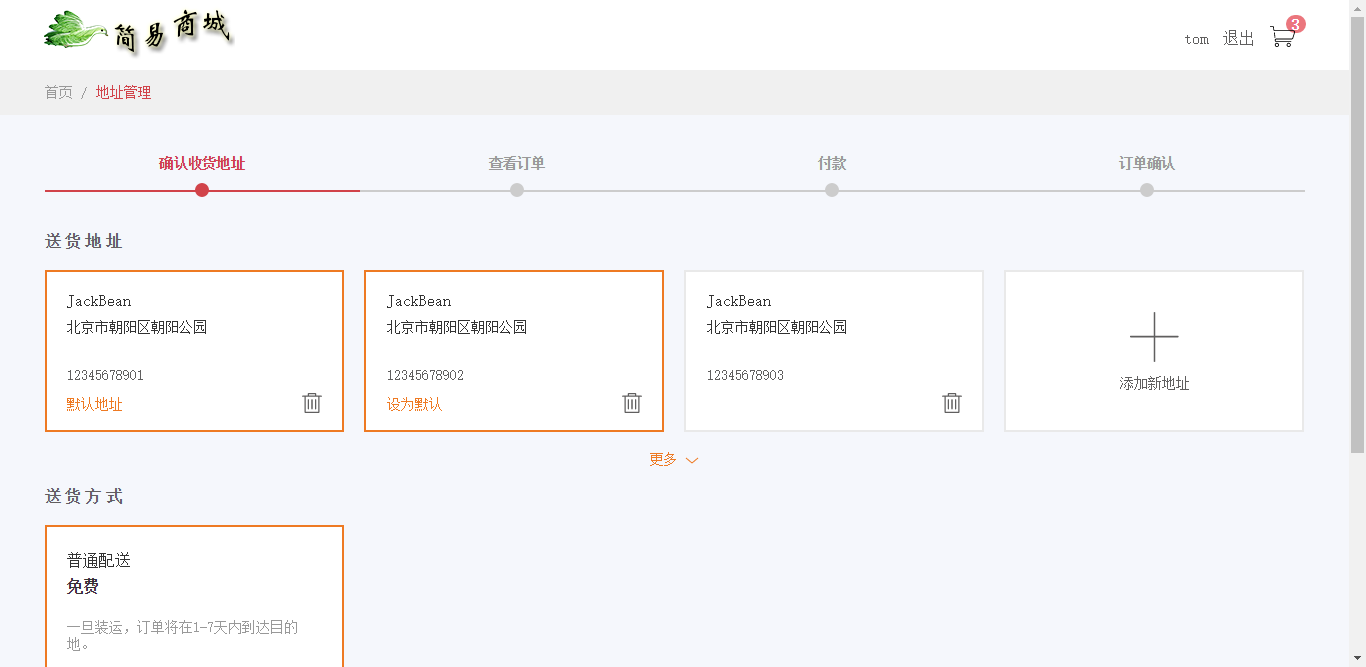 简易商城
tom 退出 3
首页 / 地址管理
确认收货地址 查看订单 付款 订单确认
送货地址
JackBean
北京市朝阳区朝阳公园
12345678901
默认地址
JackBean
北京市朝阳区朝阳公园
12345678902
设为默认
JackBean
北京市朝阳区朝阳公园
12345678903
添加新地址
更多
送货方式
普通配送
免费
一旦装运，订单将在1-7天内到达目的
地。